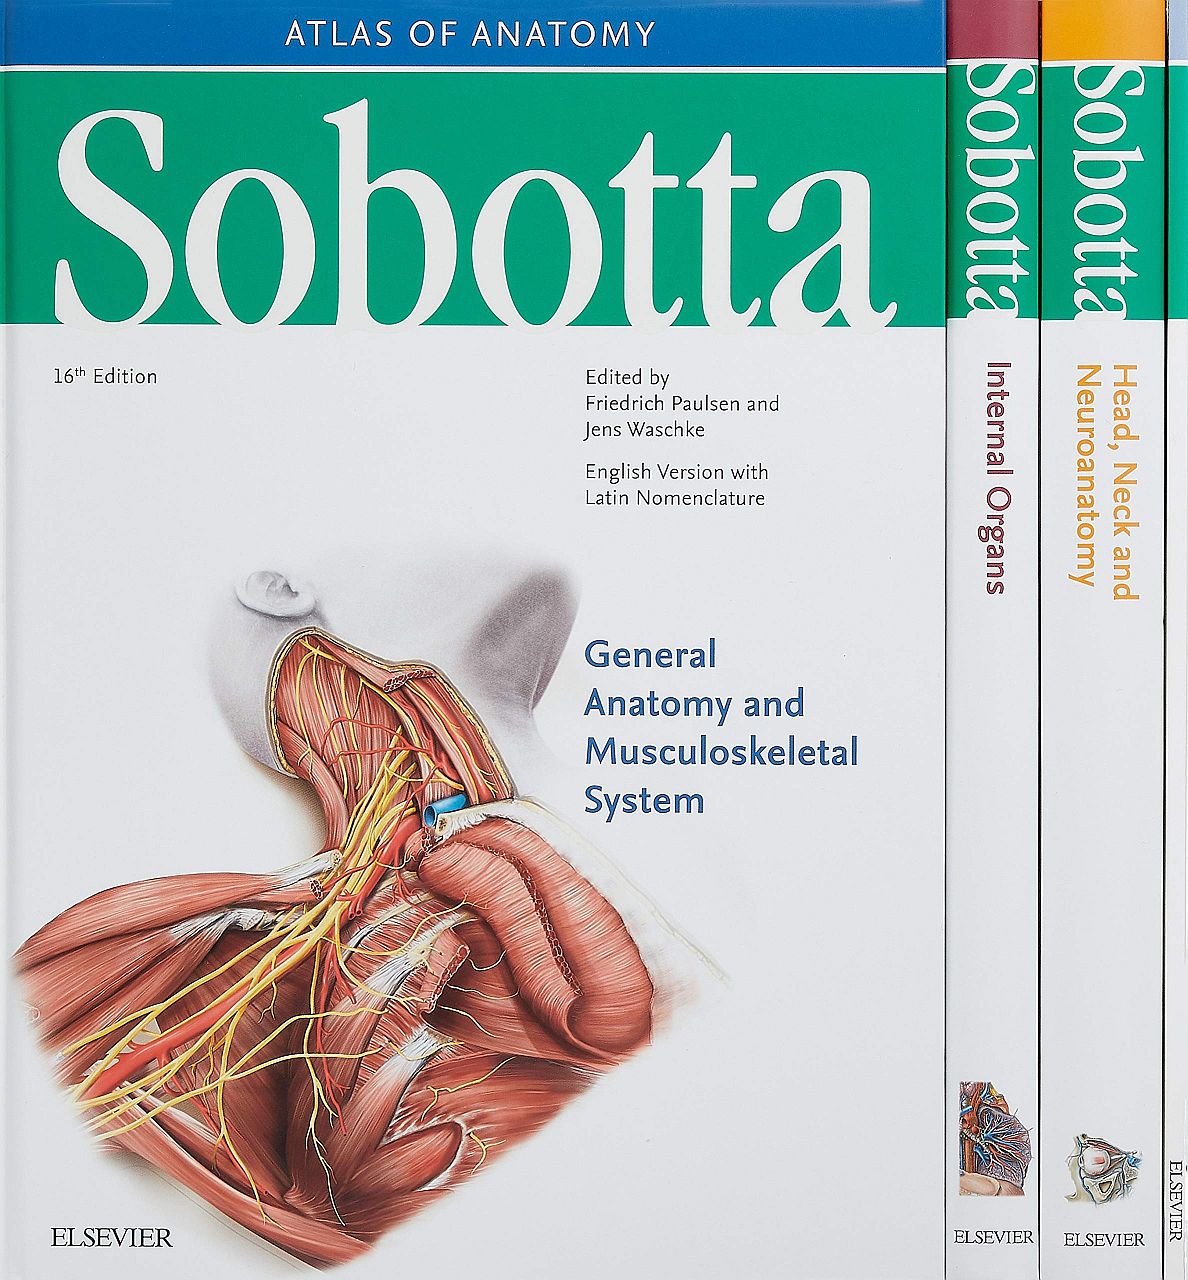 ATLAS OF ANATOMY
Sobotta
16th Edition
Edited by
Friedrich Paulsen and
Jens Waschke
English Version with
Latin Nomenclature
General
Anatomy and
Musculoskeletal
System
ELSEVIER
Sobotta
Internal Organs
ELSEVIER
Sobotta
Head, Neck and
Neuroanatomy
ELSEVIER
ELSEVIER